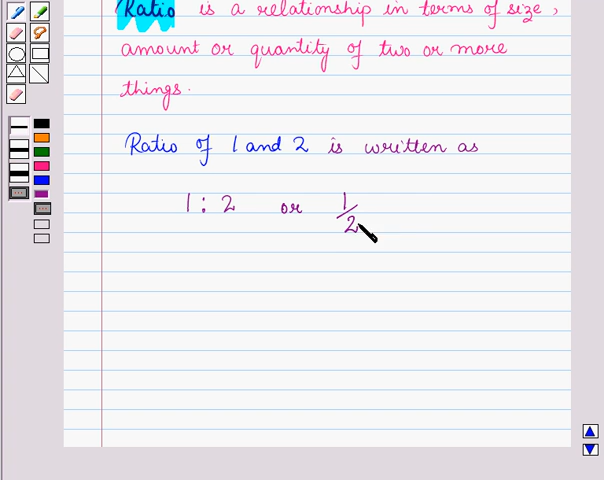 Ratio is a relationship in terms of size,
amount or quantity of two or more
things.
Ratio of 1 and 2 is written as
1 : 2 or 1/2